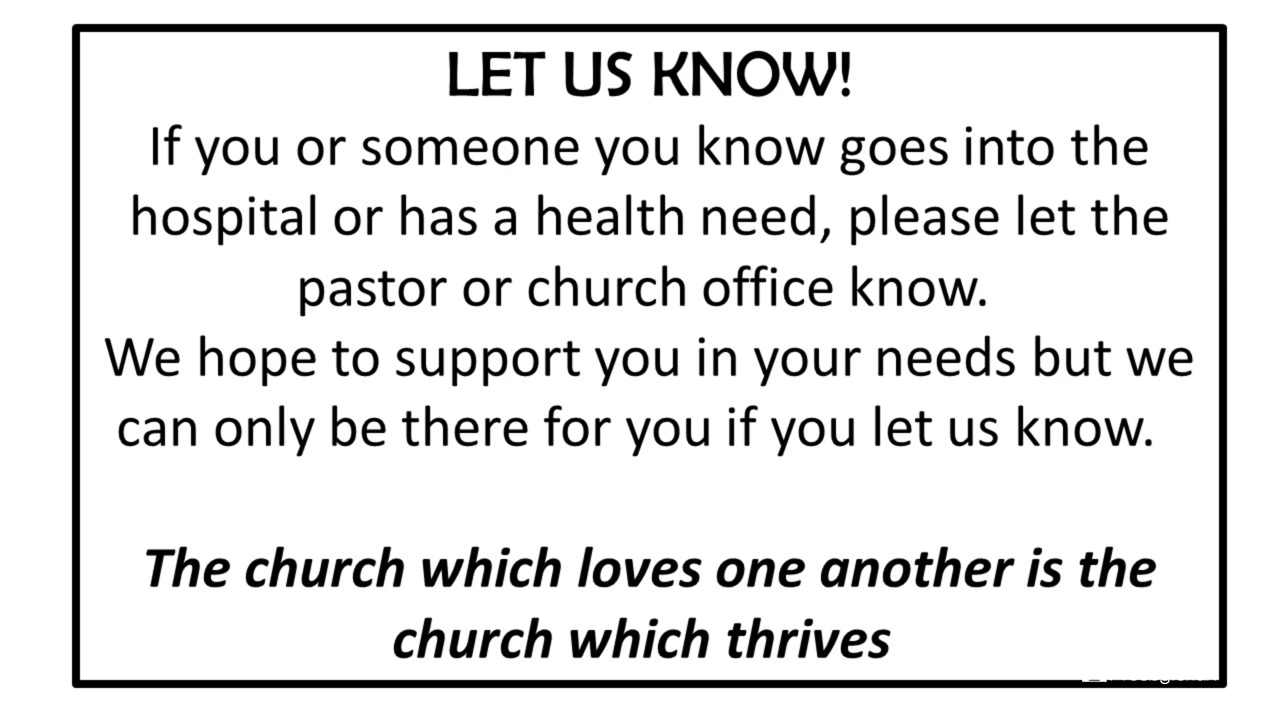 LET US KNOW!
If you or someone you know goes into the
hospital or has a health need, please let the
pastor or church office know.
We hope to support you in your needs but we
can only be there for you if you let us know.
The church which loves one another is the
church which thrives